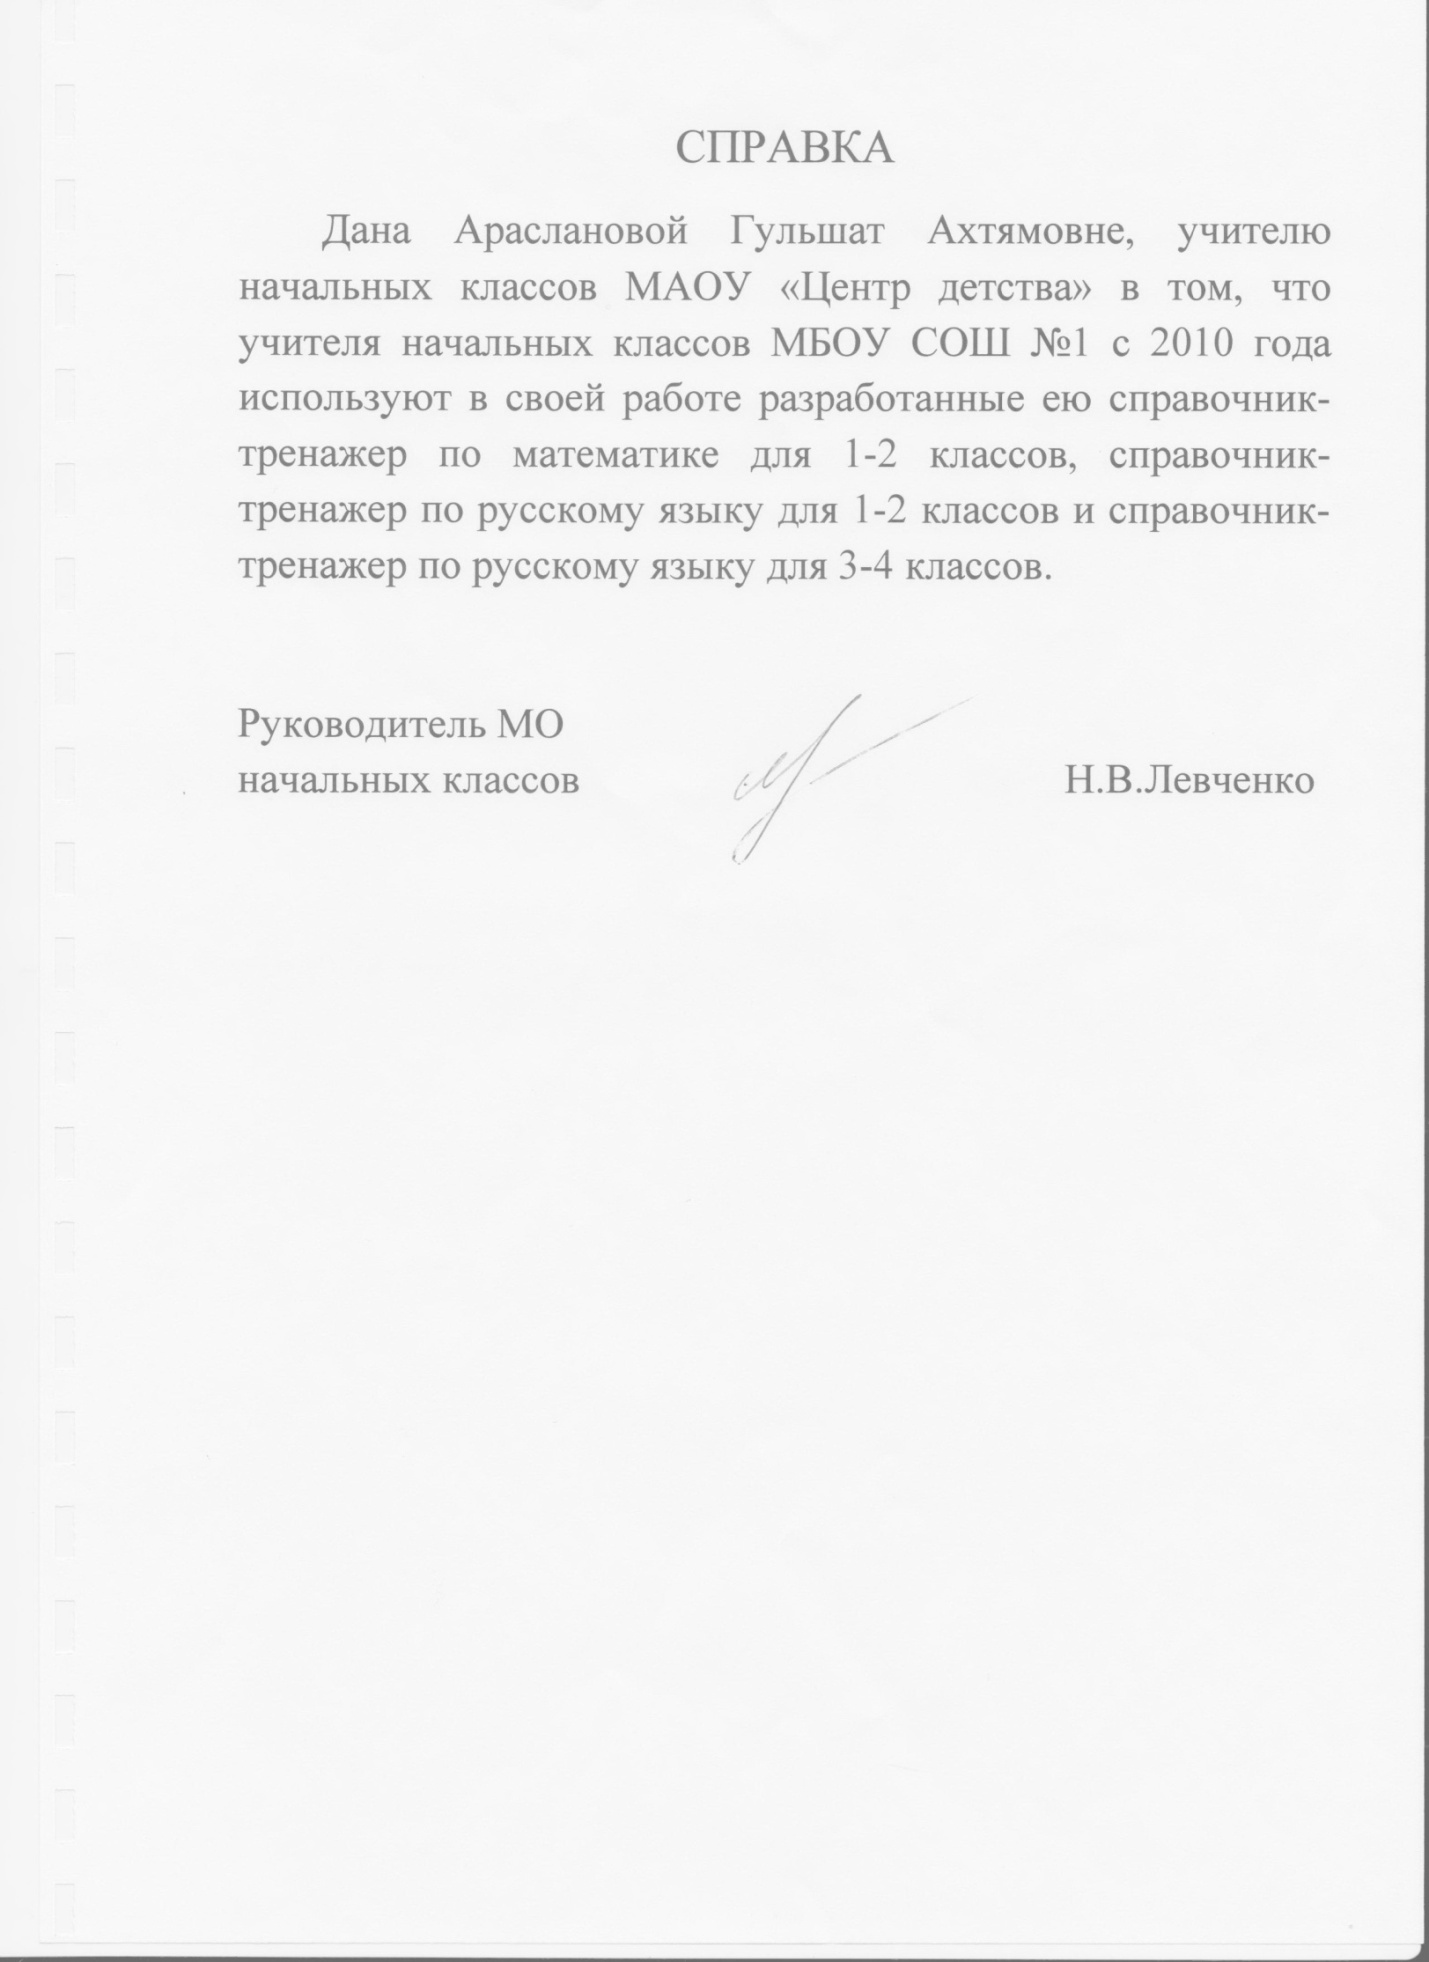 СПРАВКА
Дана Араслановой Гульшат Ахтямовне, учителю
начальных классов МАОУ «Центр детства» в том, что
учителя начальных классов МБОУ СОШ №1 с 2010 года
используют в своей работе разработанные ею справочник-
тренажер по математике для 1-2 классов, справочник-
тренажер по русскому языку для 1-2 классов и справочник-
тренажер по русскому языку для 3-4 классов.
Руководитель МО
начальных классов Н.В.Левченко